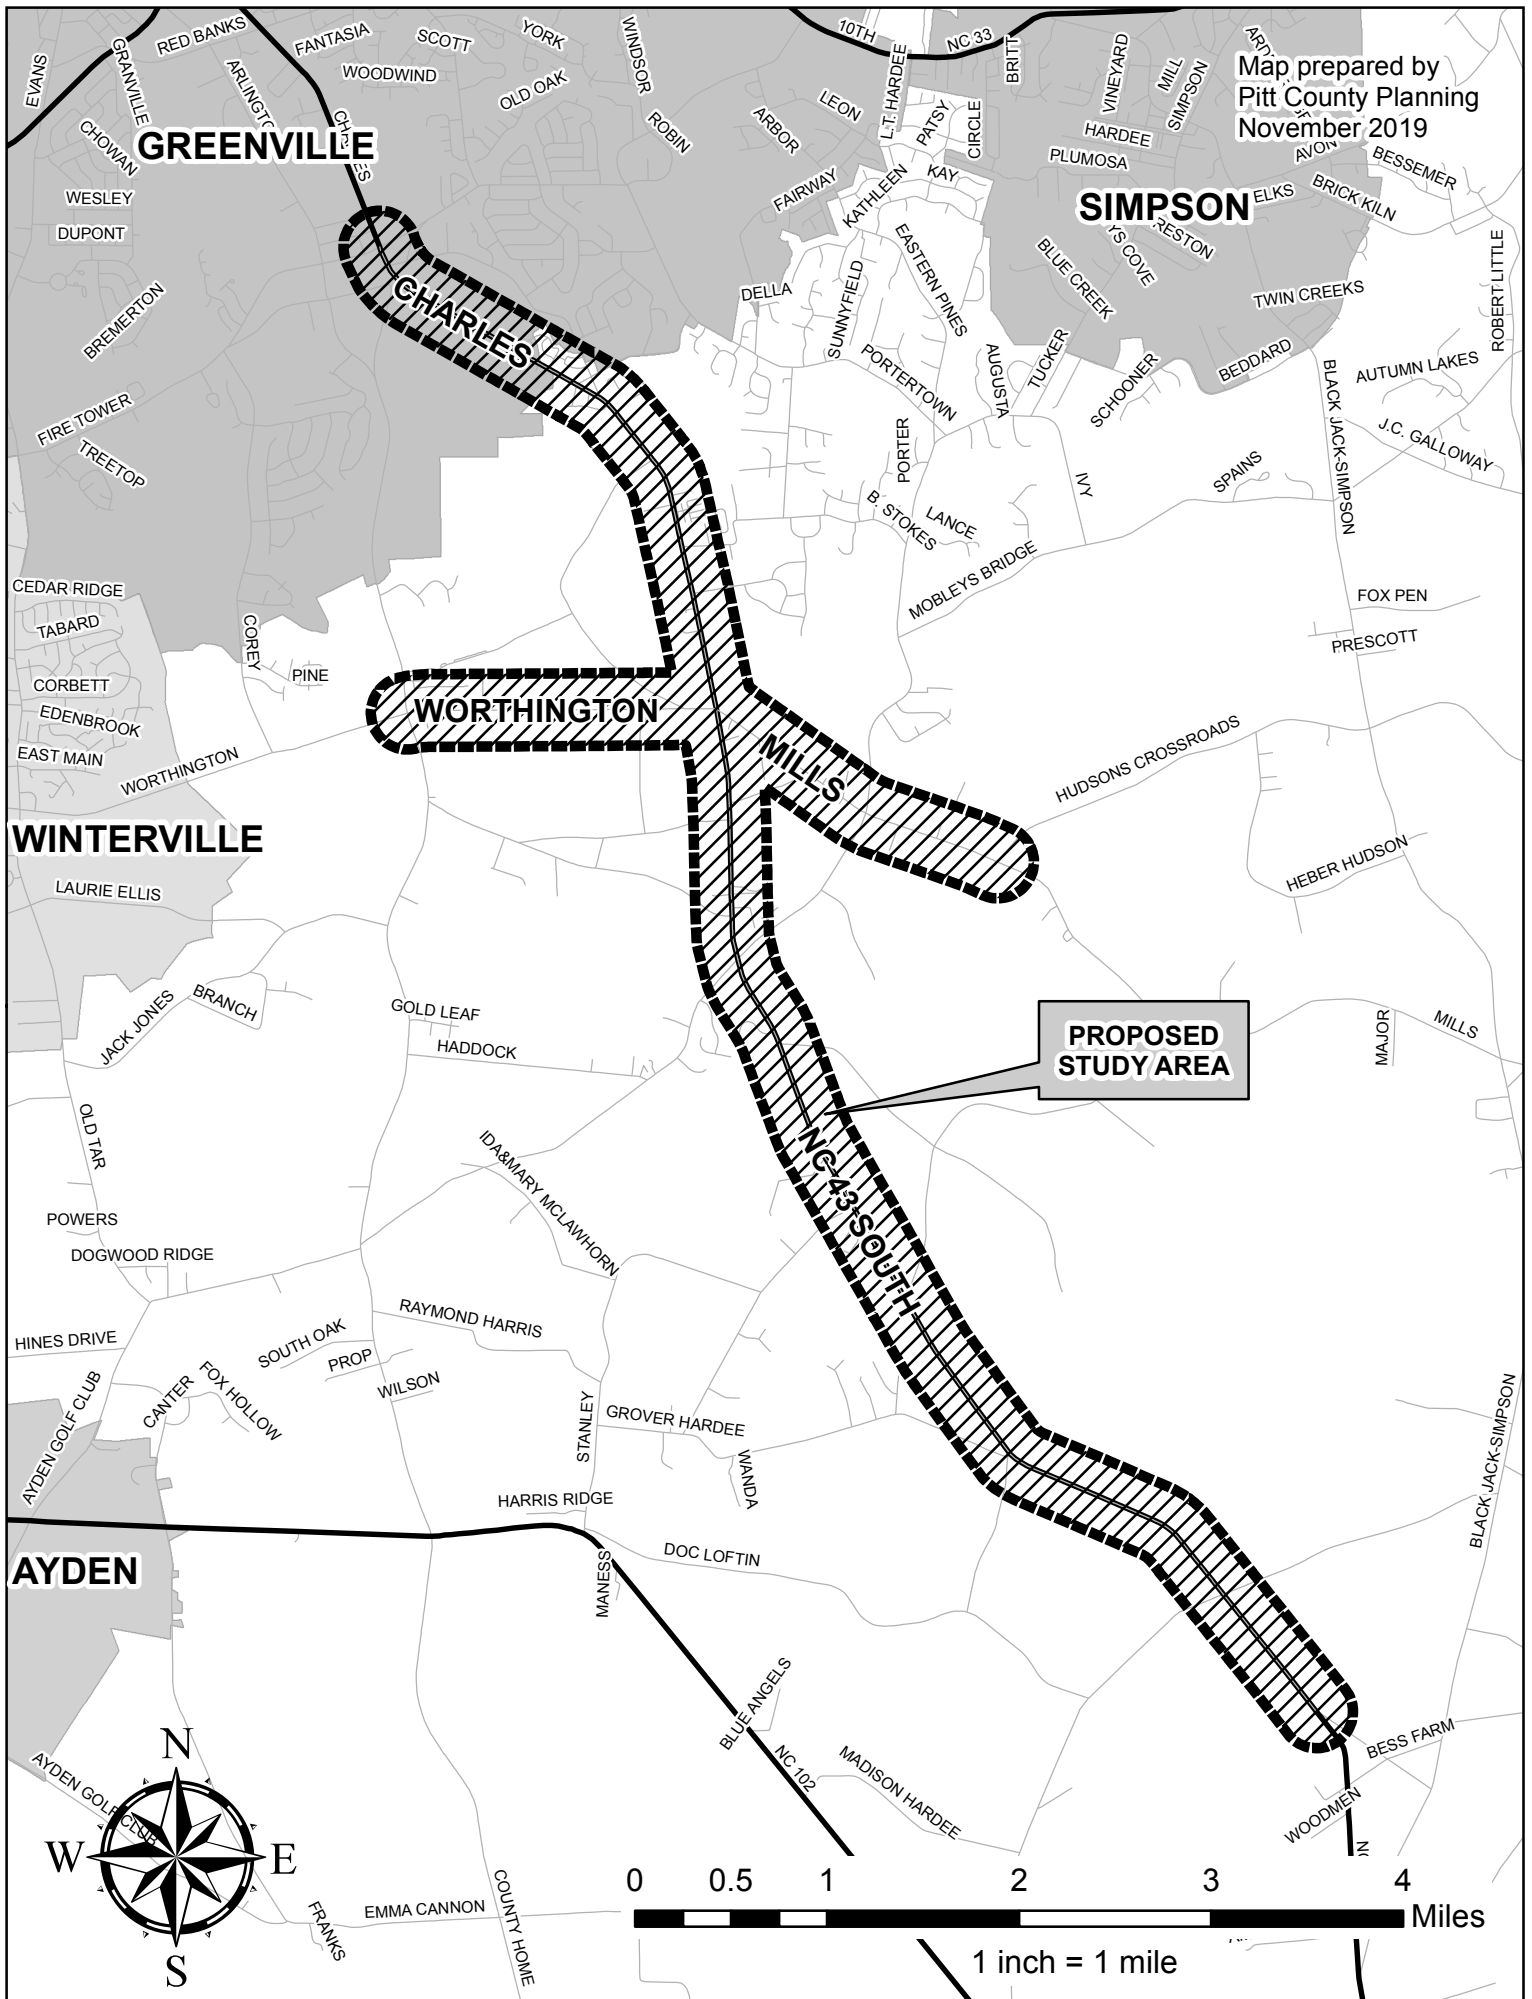 10TH
NC 33
EVANS
GRANVILLE
RED BANKS
FANTASIA
SCOTT
YORK
WINDSOR
WOODWIND
OLD OAK
ROBIN
CHOWAN
GREENVILLE
WESLEY
DUPONT
BREMERTON
FIRE TOWER
TREETOP
ARBOR
LEON
L.T. HARDEE
PATSY
CIRCLE
BRITT
VINEYARD
MILL
SIMPSON
Map prepared by
Pitt County Planning
November 2019
HARDEE
PLUMOSA
AVON
BESSEMER
FAIRWAY
KATHLEEN
KAY
SIMPSON
ELKS
BRICK KILN
ROBERT LITTLE
EASTERN PINES
BLUE CREEK
TWIN CREEKS
DELLA
SUNNYFIELD
CHARLES
PORTERTOWN
AUGUSTA
TUCKER
SCHOONER
BEDDARD
BLACK JACK-SIMPSON
AUTUMN LAKES
J.C. GALLOWAY
PORTER
IVY
SPAINS
B. STOKES
LANCE
MOBLEYS BRIDGE
FOX PEN
PRESCOTT
CEDAR RIDGE
TABARD
CORBETT
EDENBROOK
EAST MAIN
COREY
PINE
WORTHINGTON
WORTHINGTON
MILLS
HUDSONS CROSSROADS
WINTERVILLE
LAURIE ELLIS
HEBER HUDSON
JACK JONES
BRANCH
GOLD LEAF
HADDOCK
PROPOSED
STUDY AREA
MAJOR
MILLS
OLD TAR
IDA&MARY MCLAWHORN
NC 43 SOUTH
POWERS
DOGWOOD RIDGE
HINES DRIVE
SOUTH OAK
PROP
RAYMOND HARRIS
WILSON
CANTER
FOX HOLLOW
AYDEN GOLF CLUB
STANLEY
GROVER HARDEE
WANDA
BLACK JACK-SIMPSON
HARRIS RIDGE
DOC LOFTIN
MANESS
AYDEN
BLUE ANGELS
NC 102
MADISON HARDEE
BESS FARM
WOODMEN
AYDEN GOLF CLUB
N
W
E
S
FRANKS
EMMA CANNON
COUNTY HOME
0 0.5 1 2 3 4
Miles
1 inch = 1 mile